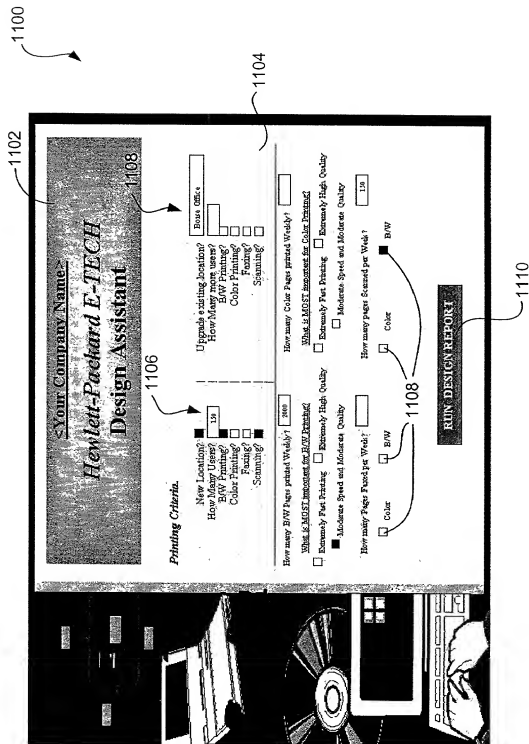 1100
1102
<Your Company Name>
Hewlett-Packard E-TECH
Design Assistant
1108
1106
1104
Printing Criteria.
New Location?
How Many Users? 150
B/W Printing?
Color Printing?
Faxing?
Scanning?
Upgrade existing location? Boise Office
How Many more users?
B/W Printing?
Color Printing?
Faxing?
Scanning?
How many B/W Pages printed Weekly? 2000
What is MOST important for B/W Printing?
Extremely Fast Printing Extremely High Quality
Moderate Speed and Moderate Quality
How many Color Pages printed Weekly?
What is MOST important for Color Printing?
Extremely Fast Printing Extremely High Quality
Moderate Speed and Moderate Quality
How many Pages Faxed per Week?
Color B/W
How many pages Scanned per Week? 150
Color B/W
1108
RUN DESIGN REPORT
1110